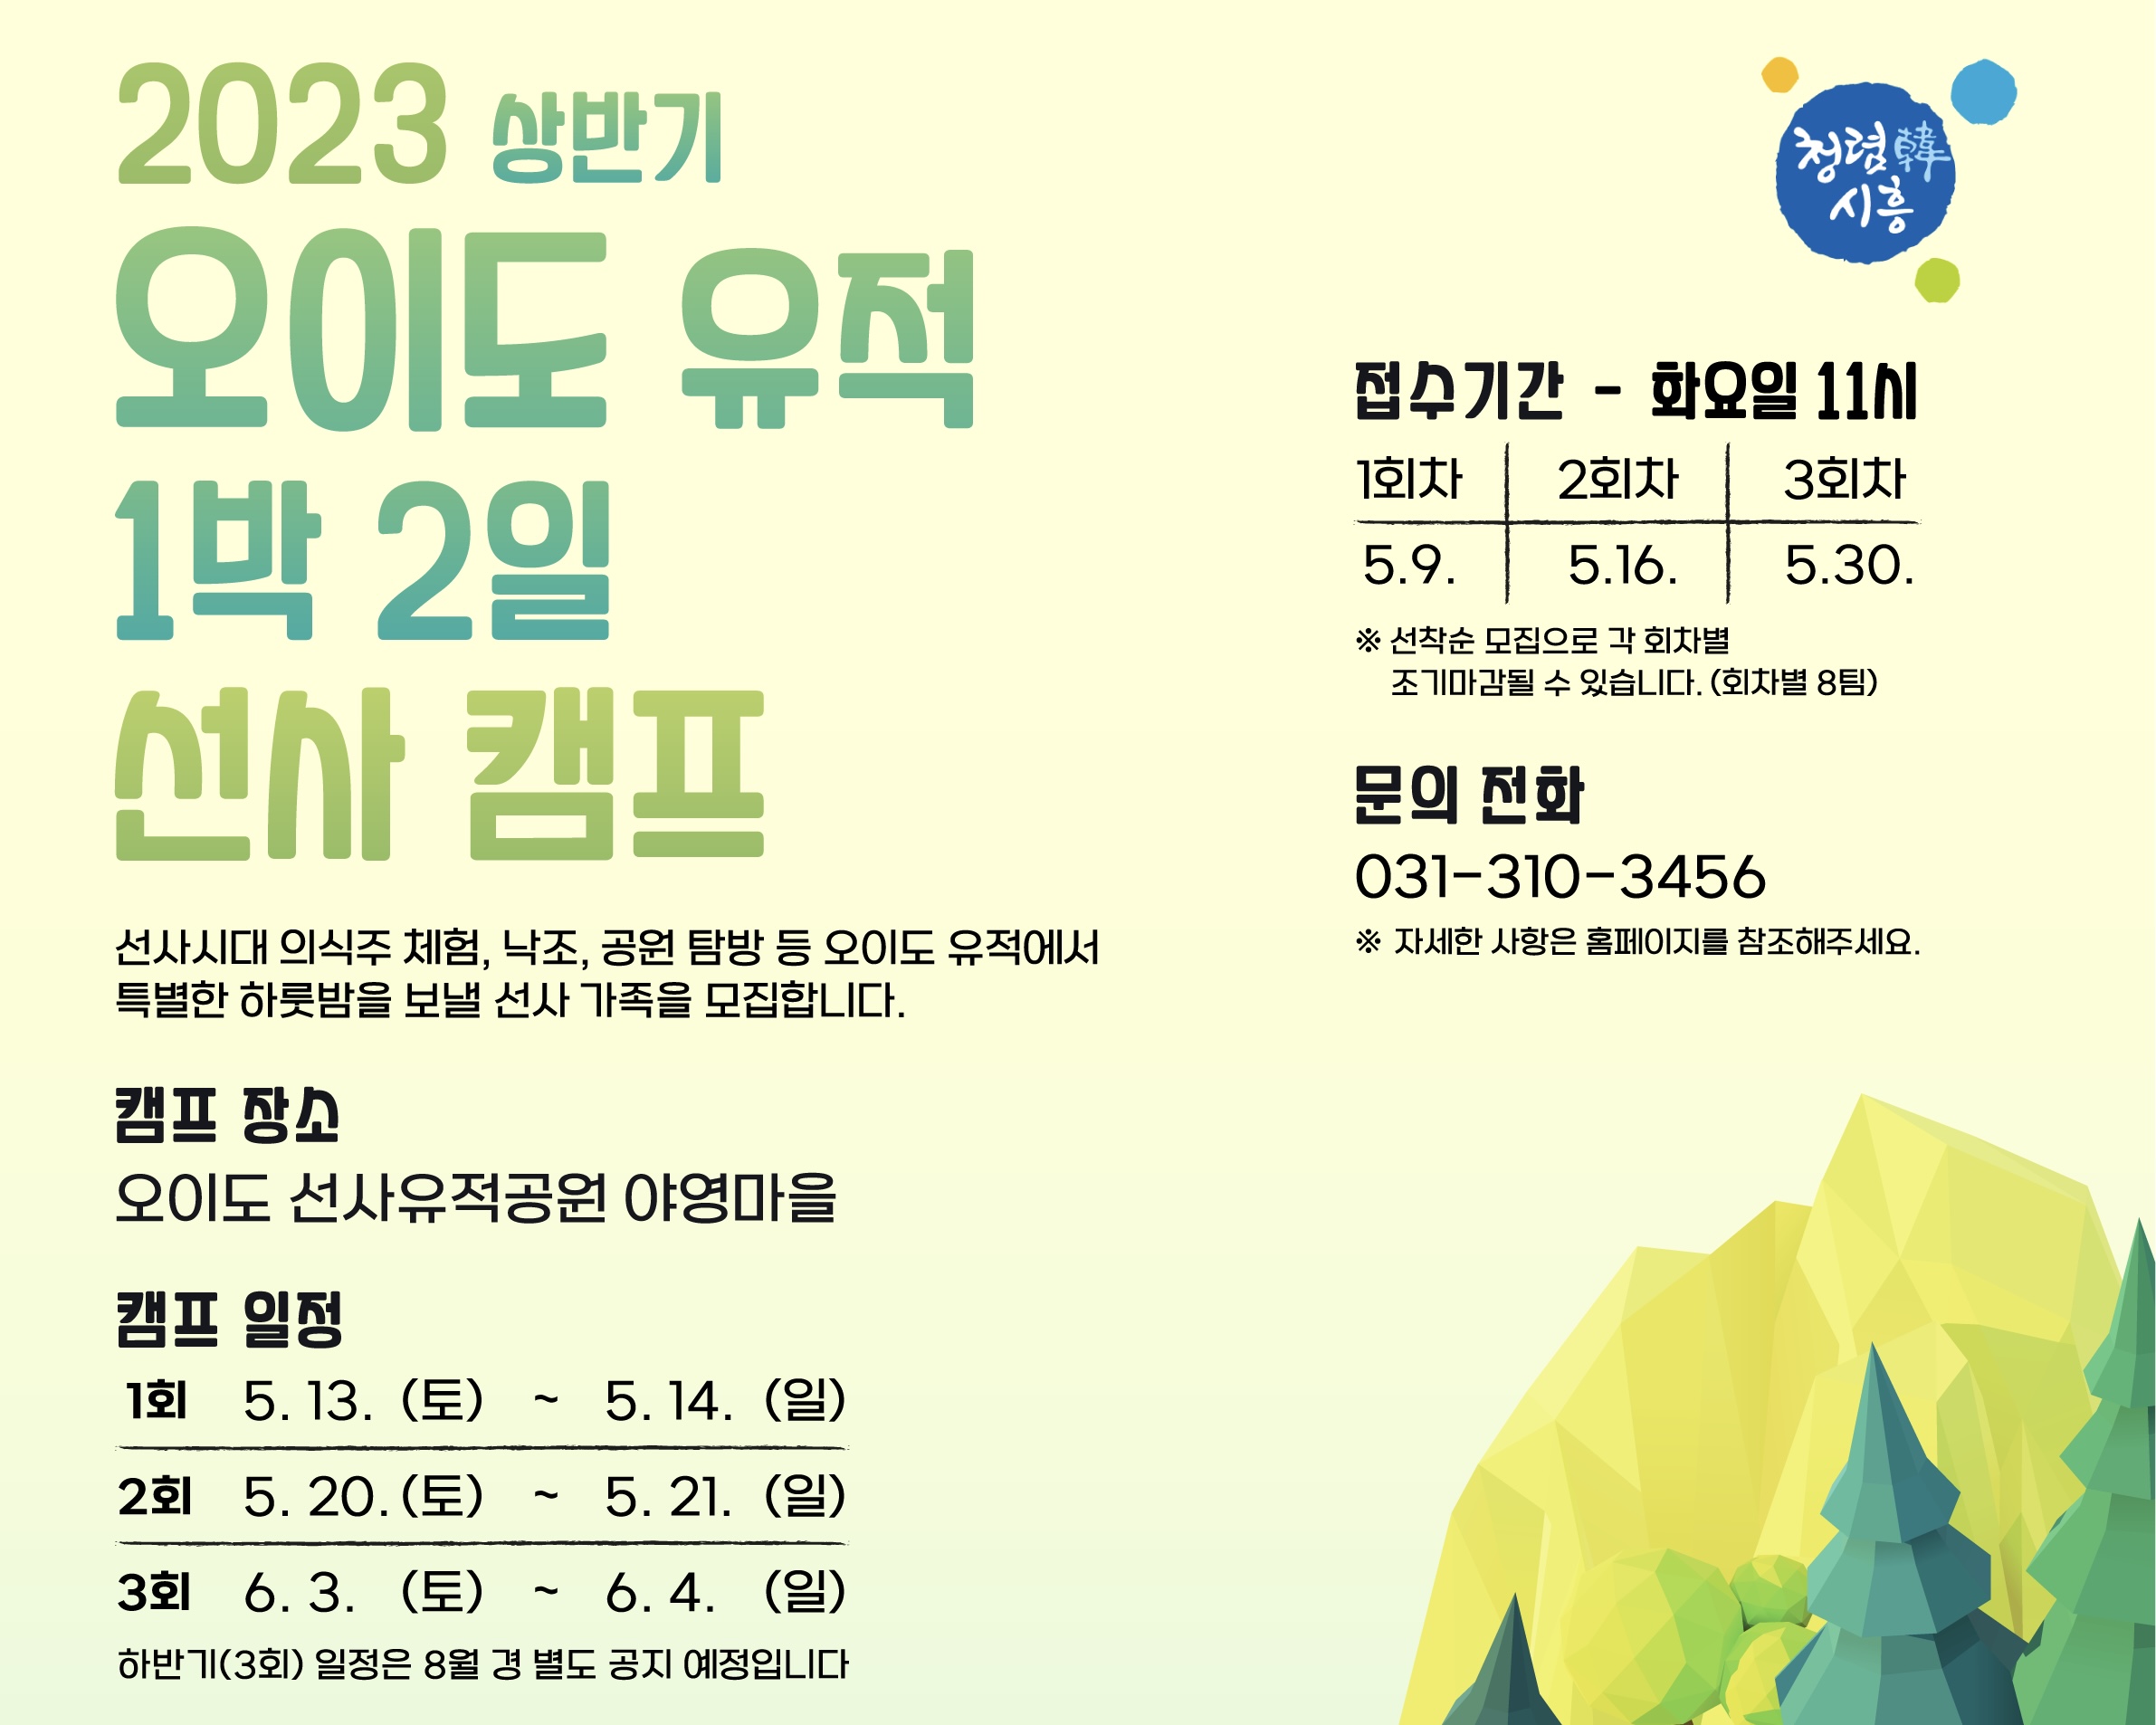 2023 상반기
오이도 유적
1박 2일
선사 캠프
선사시대 의식주 체험, 낙조, 공원 탐방 등 오이도 유적에서
특별한 하룻밤을 보낼 선사 가족을 모집합니다.
캠프 장소
오이도 선사유적공원 야영마을
캠프 일정
1회 5. 13. (토) ~ 5. 14. (일)
2회 5. 20. (토) ~ 5. 21. (일)
3회 6. 3. (토) ~ 6. 4. (일)
하반기(3회) 일정은 8월 경 별도 공지 예정입니다
청렴韓
시흥
접수기간 - 화요일 11시
1회차 2회차 3회차
5.9. 5.16. 5.30.
※ 선착순 모집으로 각 회차별
조기마감될 수 있습니다. (회차별 8팀)
문의 전화
031-310-3456
※ 자세한 사항은 홈페이지를 참조해주세요.